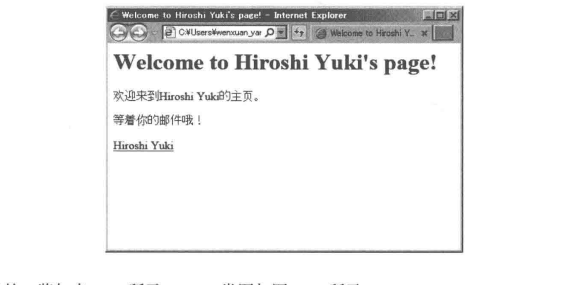 Welcome to Hiroshi Yuki's page! - Internet Explorer
C:¥Users¥wenxuan_yar
Welcome to Hiroshi Y...
Welcome to Hiroshi Yuki's page!
欢迎来到Hiroshi Yuki的主页。
等着你的邮件哦！
Hiroshi Yuki